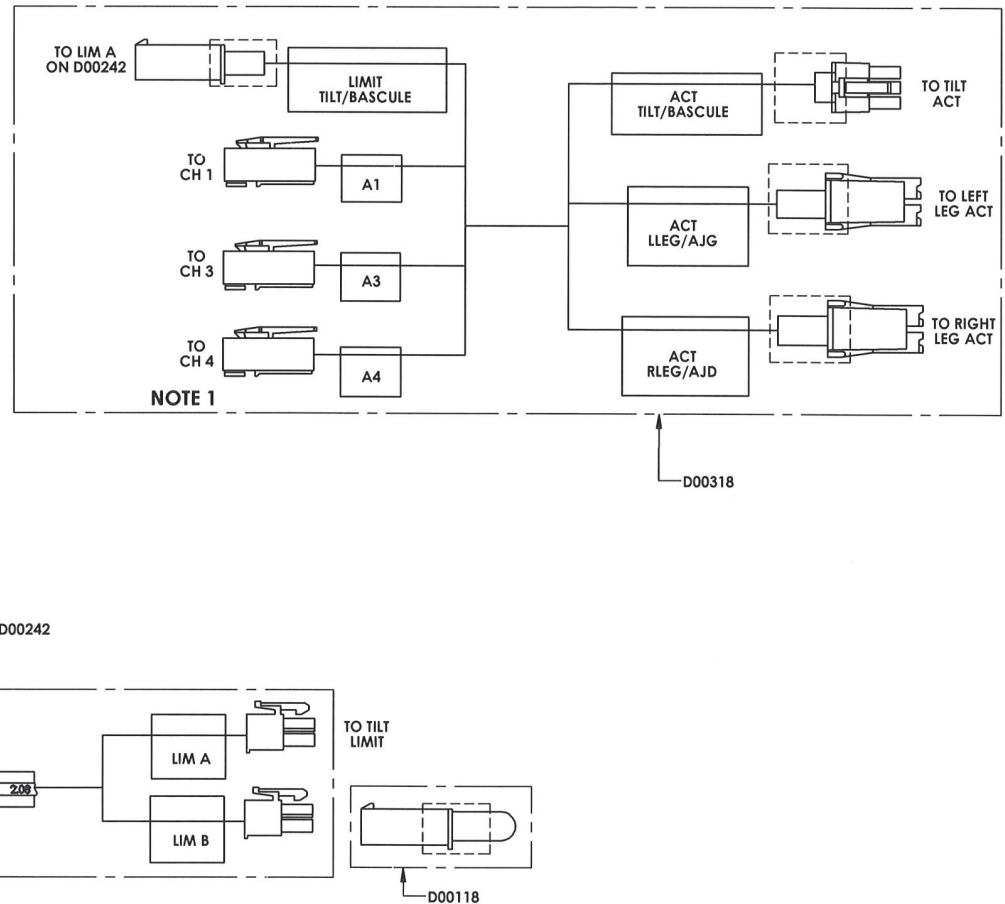 TO LIM A
ON D00242
LIMIT
TILT/BASCULE
ACT
TILT/BASCULE
TO TILT
ACT
TO
CH 1
A1
ACT
LLEG/AJG
TO LEFT
LEG ACT
TO
CH 3
A3
TO
CH 4
A4
ACT
RLEG/AJD
TO RIGHT
LEG ACT
NOTE 1
D00318
D00242
LIM A
TO TILT
LIMIT
2.08
LIM B
D00118